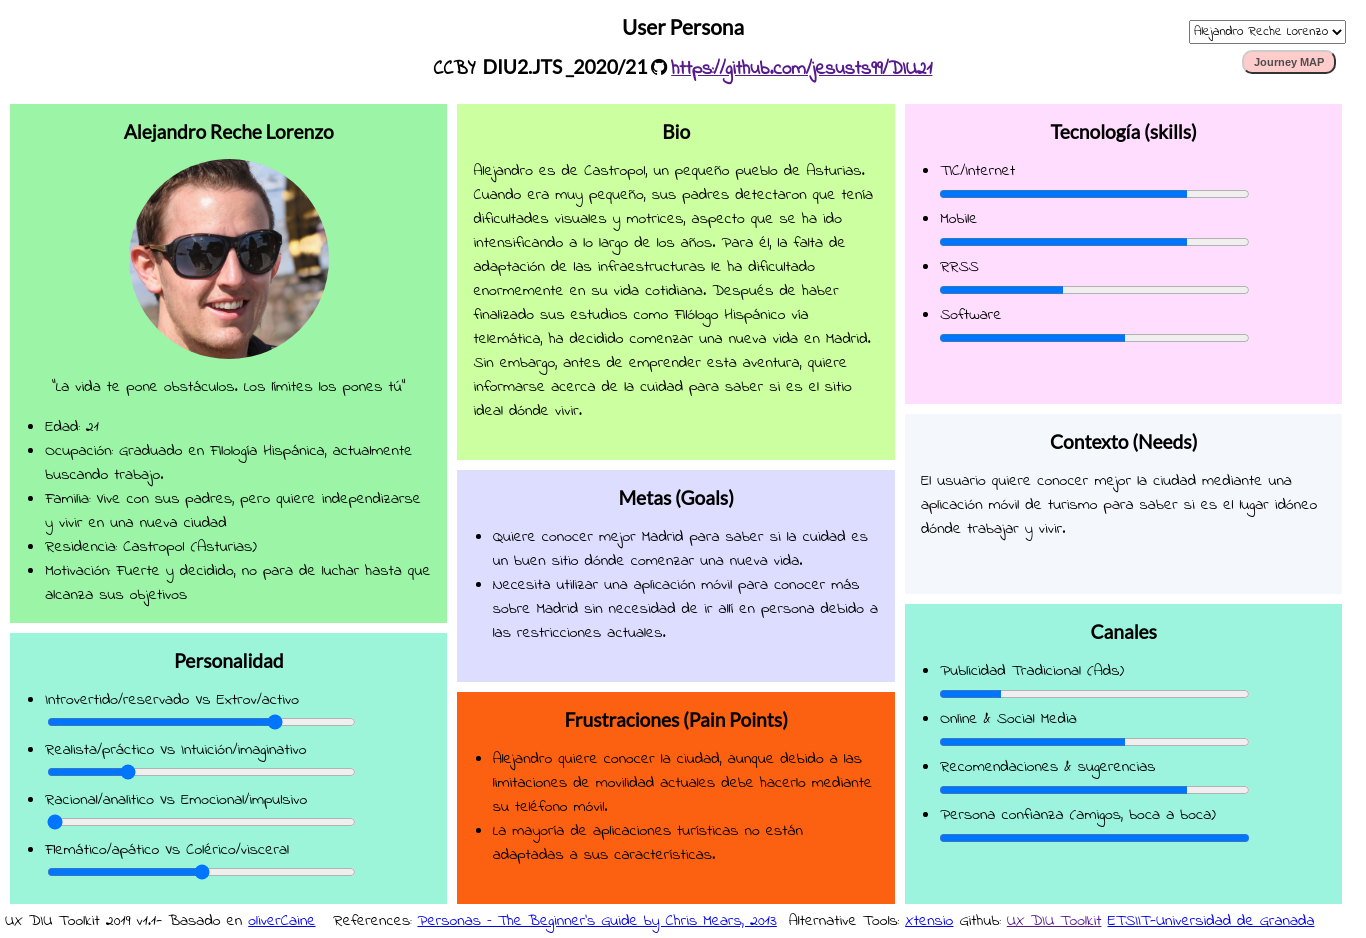 User Persona
Alejandro Reche Lorenzo
CCBY DIU2.JTS _2020/21 https://github.com/jesusts99/DIU21
Journey MAP
Alejandro Reche Lorenzo
"La vida te pone obstáculos. Los límites los pones tú"
Edad: 21
Ocupación: Graduado en Filología Hispánica, actualmente
buscando trabajo.
Familia: Vive con sus padres, pero quiere independizarse
y vivir en una nueva ciudad
Residencia: Castropol (Asturias)
Motivación: Fuerte y decidido, no para de luchar hasta que
alcanza sus objetivos
Personalidad
Introvertido/reservado Vs Extrov/activo
Realista/práctico Vs Intuición/imaginativo
Racional/analitico Vs Emocional/impulsivo
Flemático/apático Vs Colérico/visceral
Bio
Alejandro es de Castropol, un pequeño pueblo de Asturias.
Cuando era muy pequeño, sus padres detectaron que tenía
dificultades visuales y motrices, aspecto que se ha ido
intensificando a lo largo de los años. Para él, la falta de
adaptación de las infraestructuras le ha dificultado
enormemente en su vida cotidiana. Después de haber
finalizado sus estudios como Filólogo Hispánico vía
telemática, ha decidido comenzar una nueva vida en Madrid.
Sin embargo, antes de emprender esta aventura, quiere
informarse acerca de la cuidad para saber si es el sitio
ideal dónde vivir.
Metas (Goals)
Quiere conocer mejor Madrid para saber si la cuidad es
un buen sitio dónde comenzar una nueva vida.
Necesita utilizar una aplicación móvil para conocer más
sobre Madrid sin necesidad de ir allí en persona debido a
las restricciones actuales.
Frustraciones (Pain Points)
Alejandro quiere conocer la ciudad, aunque debido a las
limitaciones de movilidad actuales debe hacerlo mediante
su teléfono móvil.
La mayoría de aplicaciones turísticas no están
adaptadas a sus características.
Tecnología (skills)
TIC/Internet
Mobile
RRSS
Software
Contexto (Needs)
El usuario quiere conocer mejor la ciudad mediante una
aplicación móvil de turismo para saber si es el lugar idóneo
dónde trabajar y vivir.
Canales
Publicidad Tradicional (Ads)
Online & Social Media
Recomendaciones & sugerencias
Persona confianza (amigos, boca a boca)
UX DIU Toolkit 2019 v1.1- Basado en oliverCaine References: Personas - The Beginner's Guide by Chris Mears, 2013 Alternative Tools: Xtensio Github: UX DIU Toolkit ETSIIT-Universidad de Granada